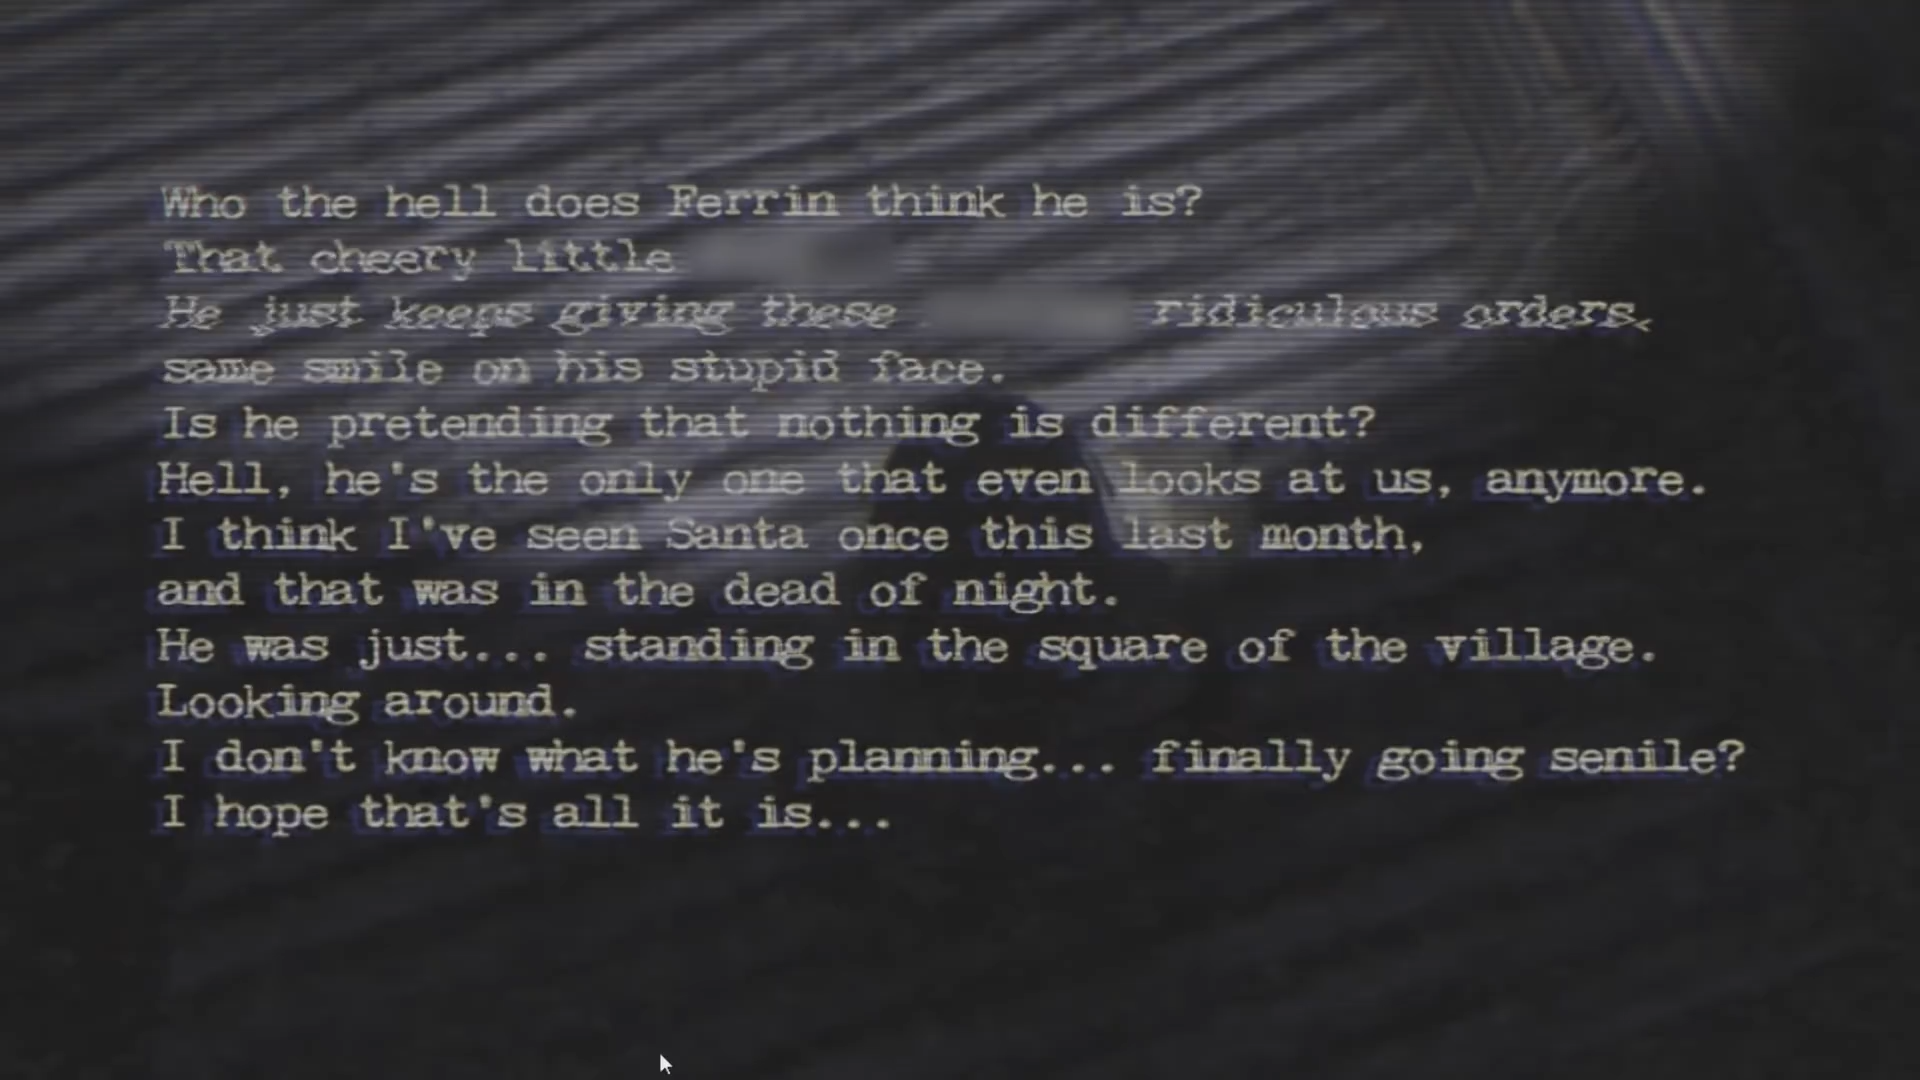 Who the hell does Ferrin think he is?
That cheery little
He just keeps giving these ridiculous orders,
same smile on his stupid face.
Is he pretending that nothing is different?
Hell, he's the only one that even looks at us, anymore.
I think I've seen Santa once this last month,
and that was in the dead of night.
He was just... standing in the square of the village.
Looking around.
I don't know what he's planning... finally going senile?
I hope that's all it is...